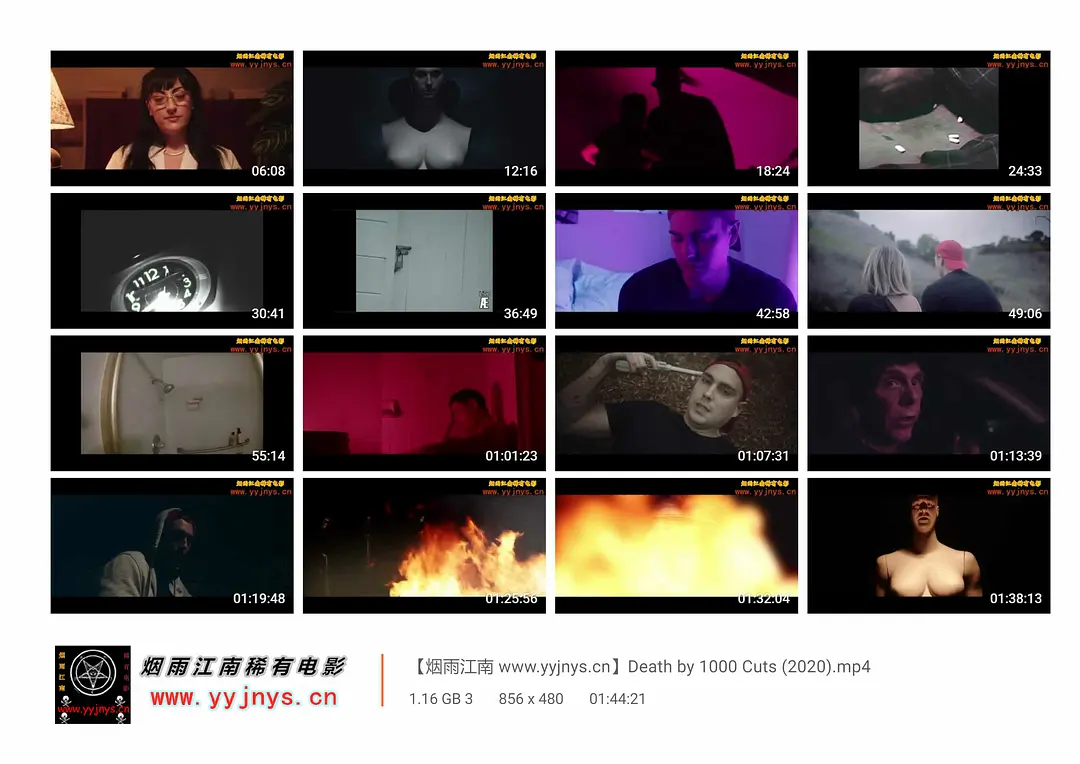 烟雨江南稀有电影
www.yyjnys.cn
06:08
烟雨江南稀有电影
www.yyjnys.cn
12:16
烟雨江南稀有电影
www.yyjnys.cn
18:24
烟雨江南稀有电影
www.yyjnys.cn
24:33
烟雨江南稀有电影
www.yyjnys.cn
12
11
1
3
4
9
30:41
烟雨江南稀有电影
www.yyjnys.cn
Æ
36:49
烟雨江南稀有电影
www.yyjnys.cn
42:58
烟雨江南稀有电影
www.yyjnys.cn
49:06
烟雨江南稀有电影
www.yyjnys.cn
55:14
烟雨江南稀有电影
www.yyjnys.cn
01:01:23
烟雨江南稀有电影
www.yyjnys.cn
01:07:31
烟雨江南稀有电影
www.yyjnys.cn
01:13:39
烟雨江南稀有电影
www.yyjnys.cn
01:19:48
烟雨江南稀有电影
www.yyjnys.cn
01:25:56
烟雨江南稀有电影
www.yyjnys.cn
01:32:04
烟雨江南稀有电影
www.yyjnys.cn
01:38:13
烟雨江南
稀有电影
www.yyjnys.cn
烟雨江南稀有电影
www.yyjnys.cn
【烟雨江南 www.yyjnys.cn】Death by 1000 Cuts (2020).mp4
1.16 GB 3 856 x 480 01:44:21